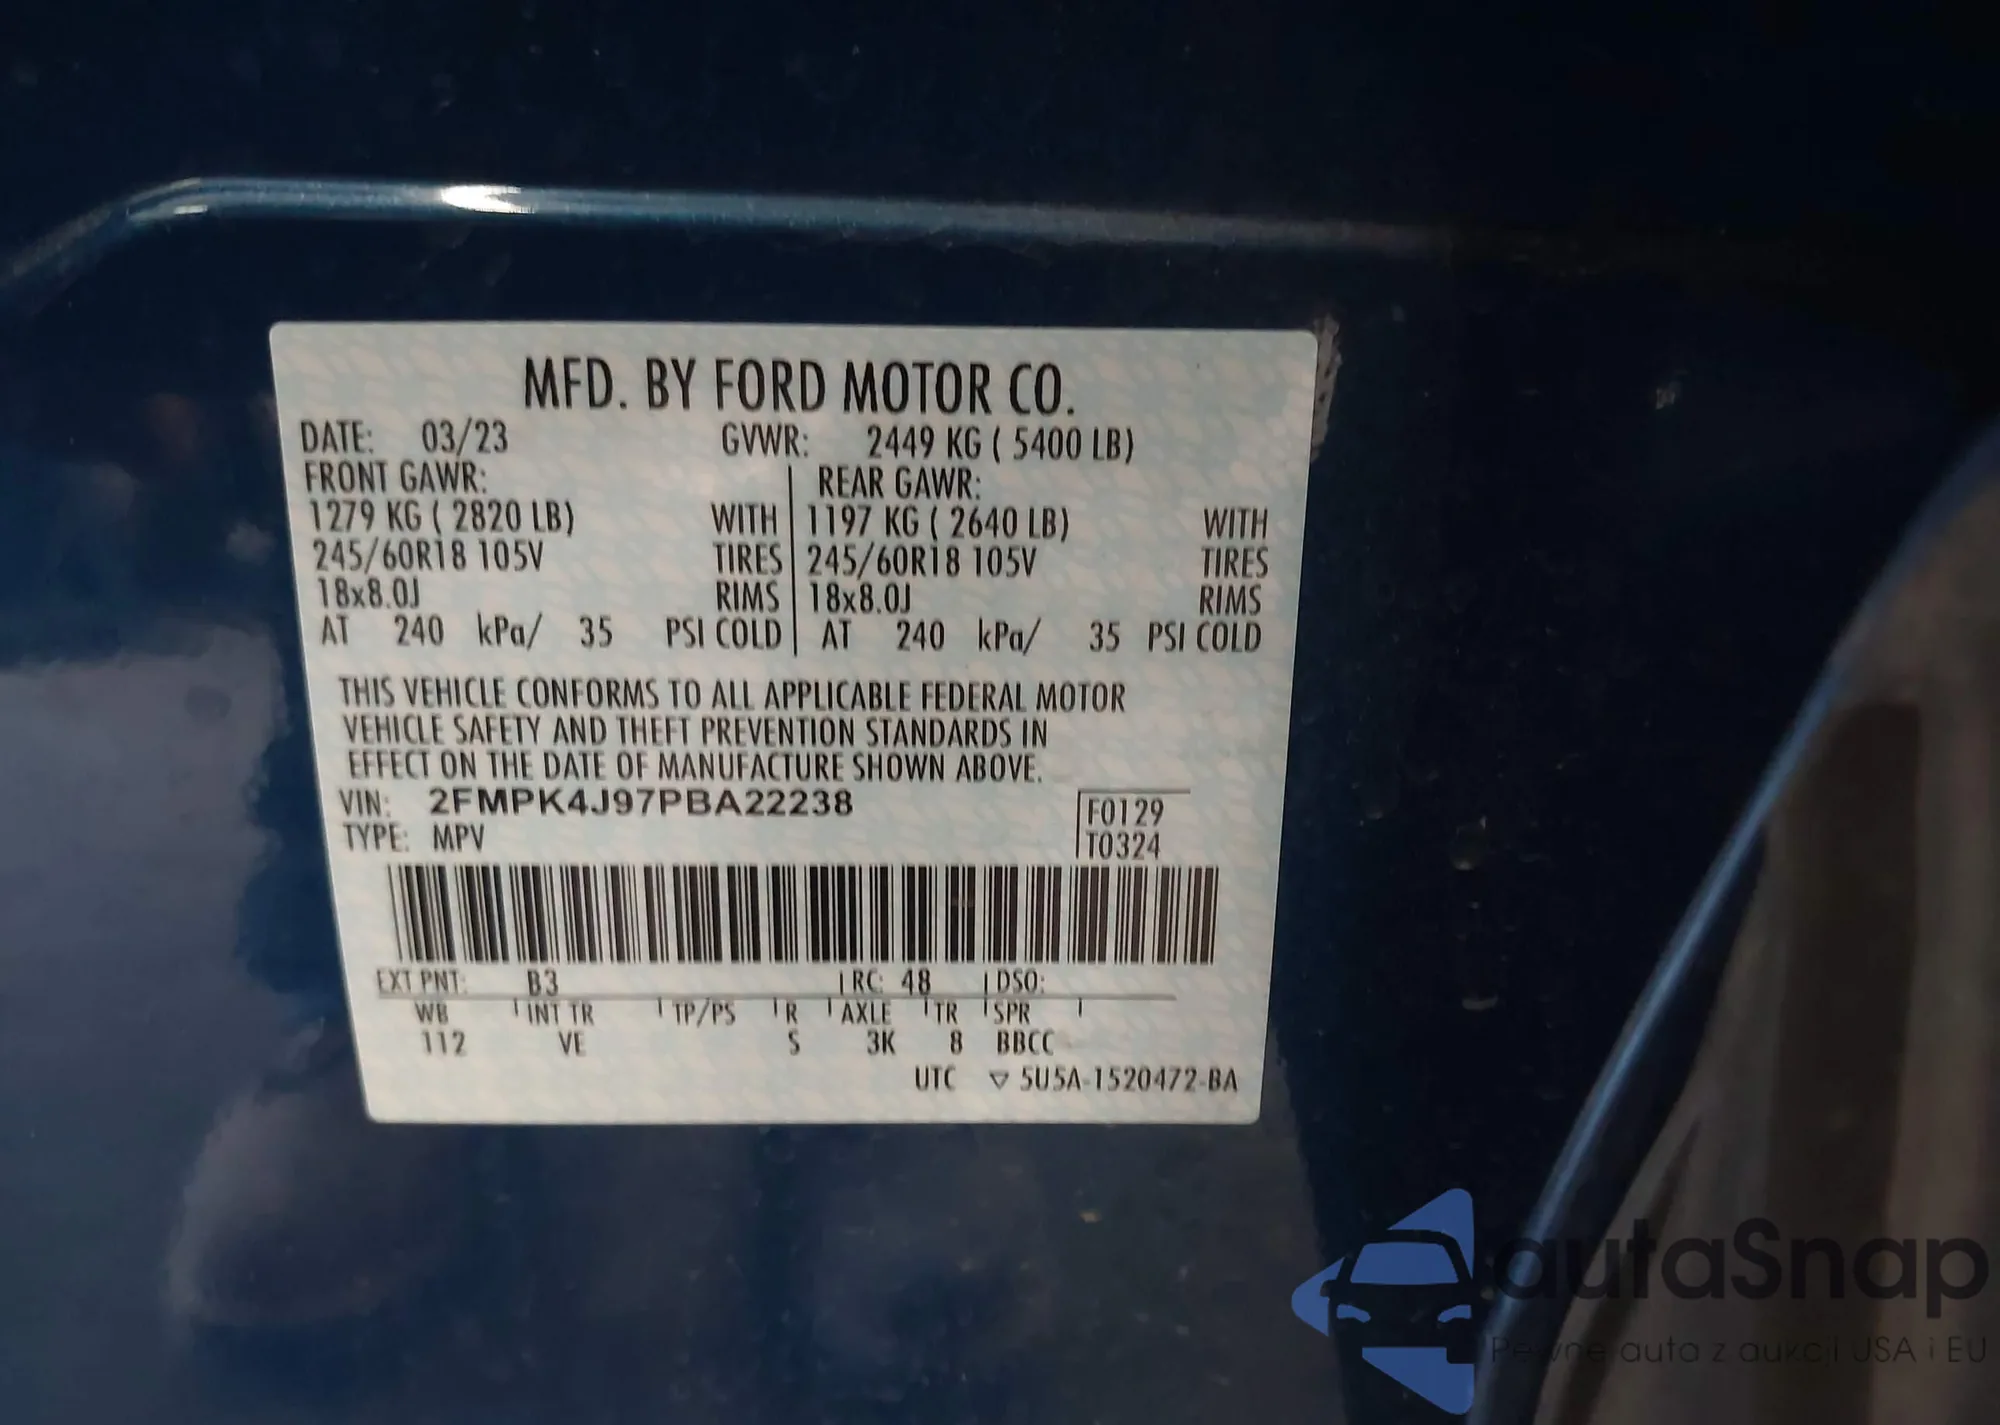 MFD. BY FORD MOTOR CO.
DATE: 03/23 GVWR: 2449 KG ( 5400 LB)
FRONT GAWR: REAR GAWR:
1279 KG ( 2820 LB) WITH 1197 KG ( 2640 LB) WITH
245/60R18 105V TIRES 245/60R18 105V TIRES
18x8.0J RIMS 18x8.0J RIMS
AT 240 kPa/ 35 PSI COLD AT 240 kPa/ 35 PSI COLD
THIS VEHICLE CONFORMS TO ALL APPLICABLE FEDERAL MOTOR
VEHICLE SAFETY AND THEFT PREVENTION STANDARDS IN
EFFECT ON THE DATE OF MANUFACTURE SHOWN ABOVE.
VIN: 2FMPK4J97PBA22238 F0129
TYPE: MPV T0324
EXT PNT: B3 RC: 48 DSO:
WB INT TR TP/PS R AXLE TR SPR
112 VE S 3K 8 BBCC
UTC ▽ 5U5A-1520472-BA
autaSnap
Pewne auta z aukcji USA i EU